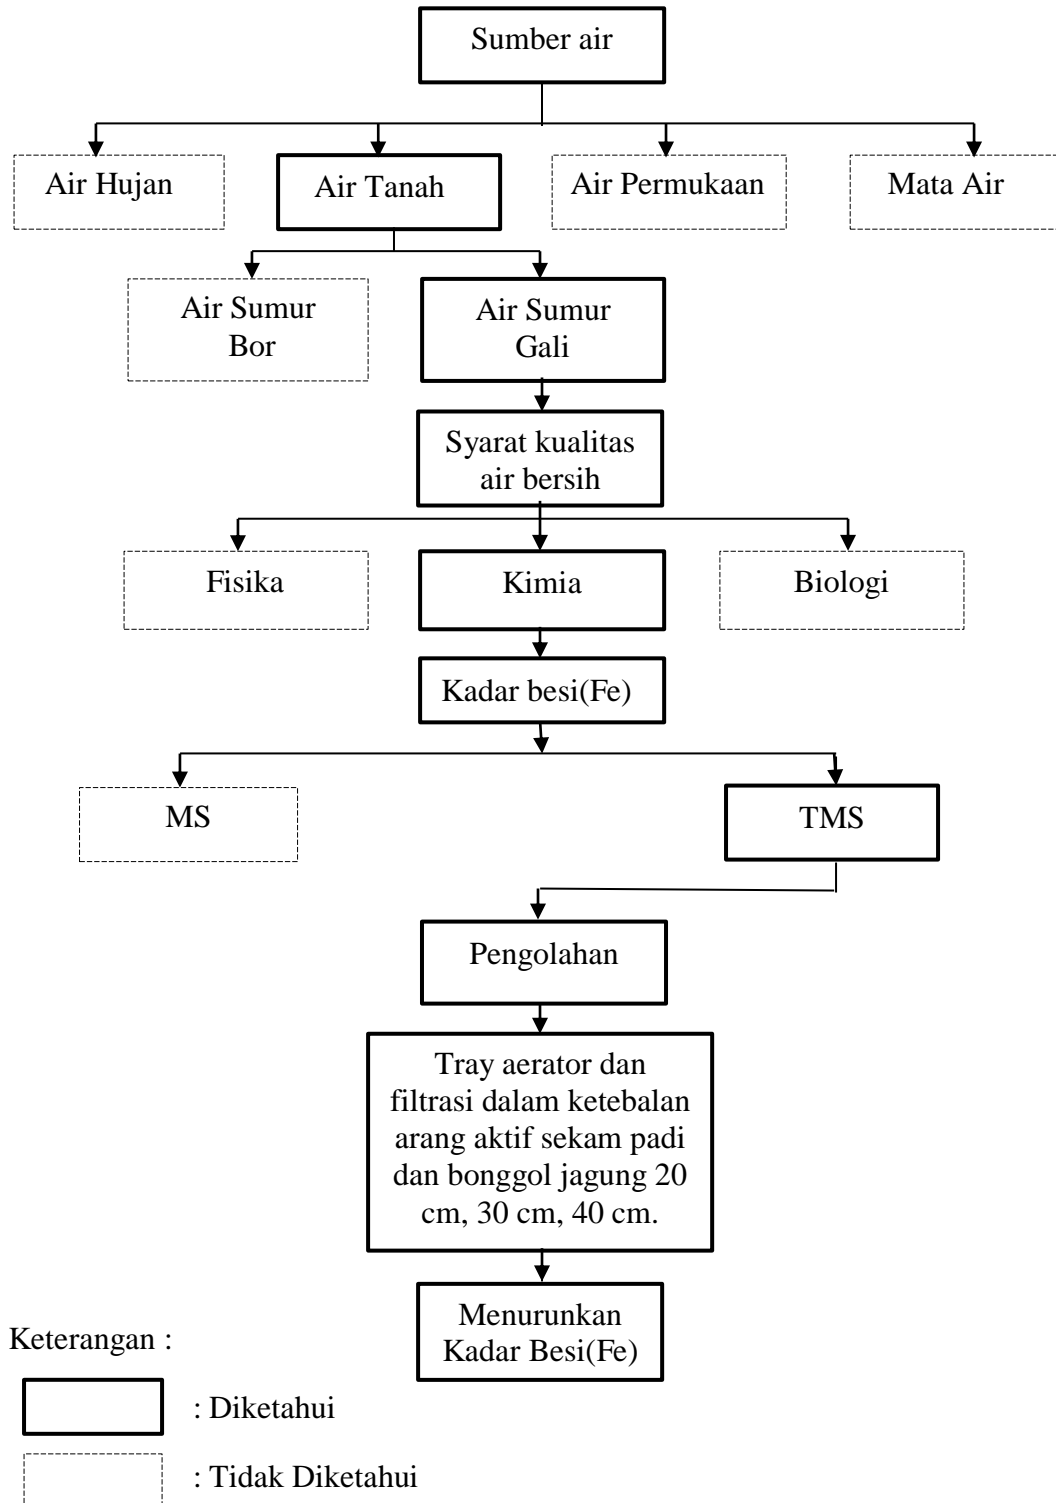 Sumber air
Air Hujan
Air Tanah
Air Permukaan
Mata Air
Air Sumur
Bor
Air Sumur
Gali
Syarat kualitas
air bersih
Fisika
Kimia
Biologi
Kadar besi(Fe)
MS
TMS
Pengolahan
Tray aerator dan
filtrasi dalam ketebalan
arang aktif sekam padi
dan bonggol jagung 20
cm, 30 cm, 40 cm.
Menurunkan
Kadar Besi(Fe)
Keterangan :
: Diketahui
: Tidak Diketahui